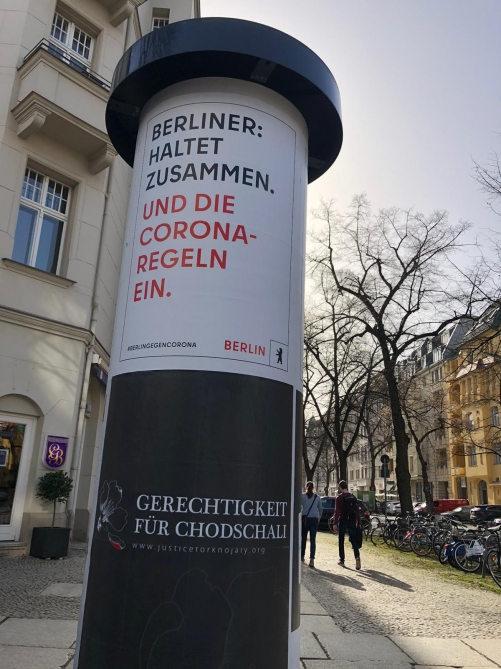 BERLINER:
HALTET
ZUSAMMEN.
UND DIE
CORONA-
REGELN
EIN.
#BERLINGEGENCORONA
BERLIN
GERECHTIGKEIT
FÜR CHODSCHALI
www.justiceforkhojaly.org